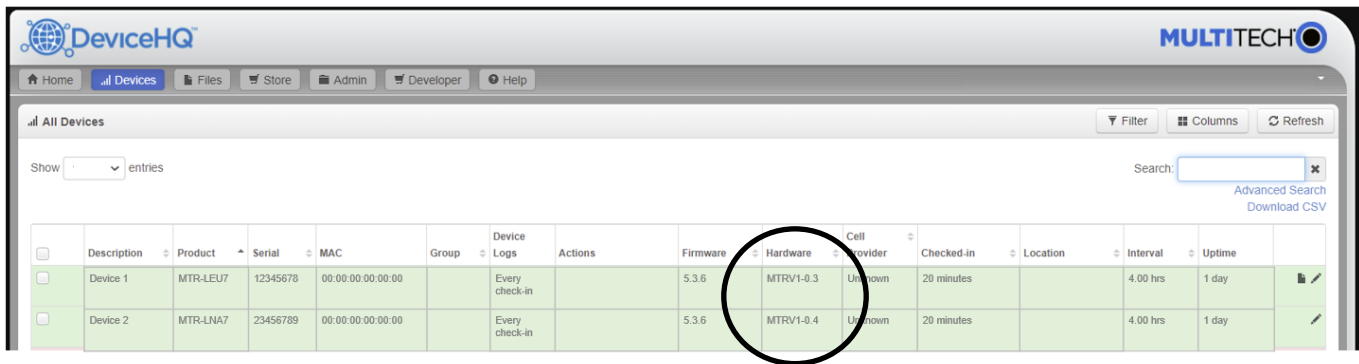 DeviceHQ™
MULTITECH
Home Devices Files Store Admin Developer Help
All Devices Filter Columns Refresh
Show entries Search:
Advanced Search
Download CSV
Description Product Serial MAC Group Device Logs Actions Firmware Hardware Cell Provider Checked-in Location Interval Uptime
Device 1 MTR-LEU7 12345678 00:00:00:00:00:00 Every check-in 5.3.6 MTRV1-0.3 Unknown 20 minutes 4.00 hrs 1 day
Device 2 MTR-LNA7 23456789 00:00:00:00:00:00 Every check-in 5.3.6 MTRV1-0.4 Unknown 20 minutes 4.00 hrs 1 day